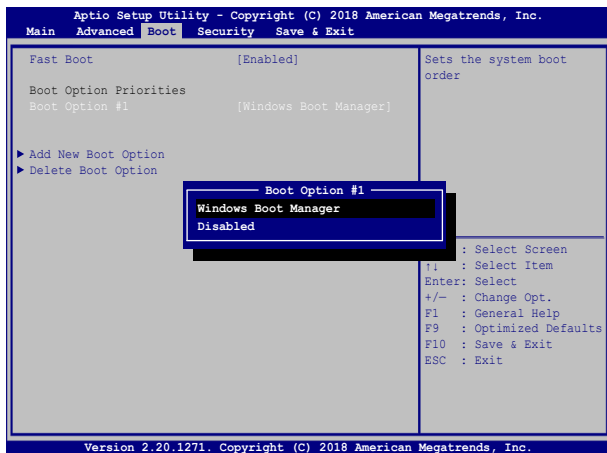 Aptio Setup Utility - Copyright (C) 2018 American Megatrends, Inc.
Main Advanced Boot Security Save & Exit
Fast Boot [Enabled]
Boot Option Priorities
Boot Option #1 [Windows Boot Manager]
▶ Add New Boot Option
▶ Delete Boot Option
Boot Option #1
Windows Boot Manager
Disabled
Sets the system boot
order
: Select Screen
↑↓ : Select Item
Enter: Select
+/— : Change Opt.
F1 : General Help
F9 : Optimized Defaults
F10 : Save & Exit
ESC : Exit
Version 2.20.1271. Copyright (C) 2018 American Megatrends, Inc.